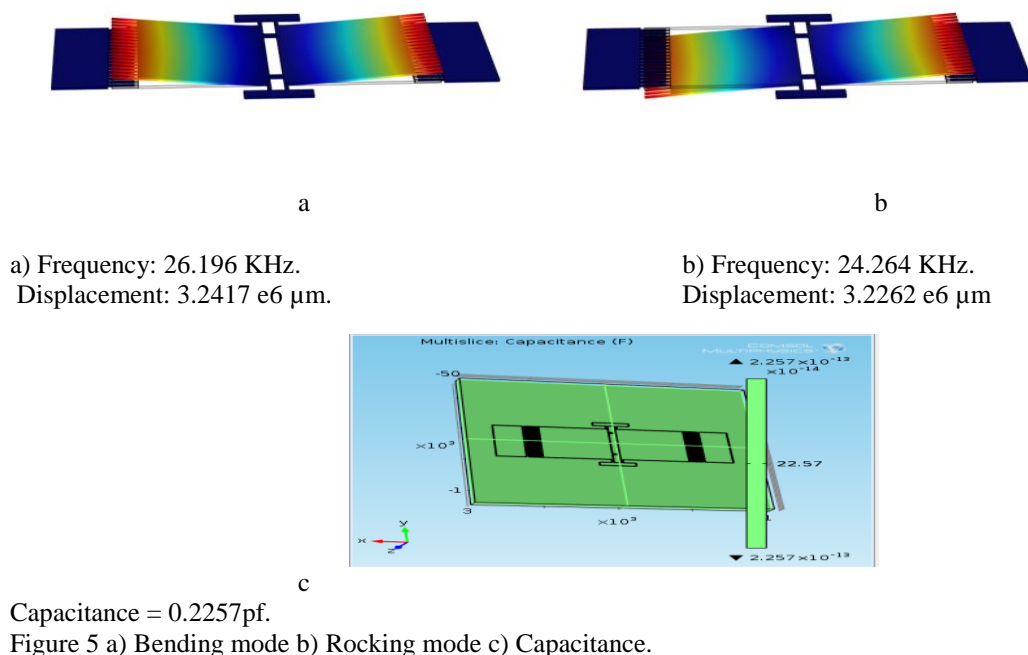 a
b
a) Frequency: 26.196 KHz.
Displacement: 3.2417 e6 µm.
b) Frequency: 24.264 KHz.
Displacement: 3.2262 e6 µm
Multislice: Capacitance (F)
COMSOL
MULTIPHYSICS
▲ 2.257×10⁻¹³
×10⁻¹⁴
-50
×10³
22.57
-1
3
×10³
1
y
x
z
▼ 2.257×10⁻¹³
c
Capacitance = 0.2257pf.
Figure 5 a) Bending mode b) Rocking mode c) Capacitance.